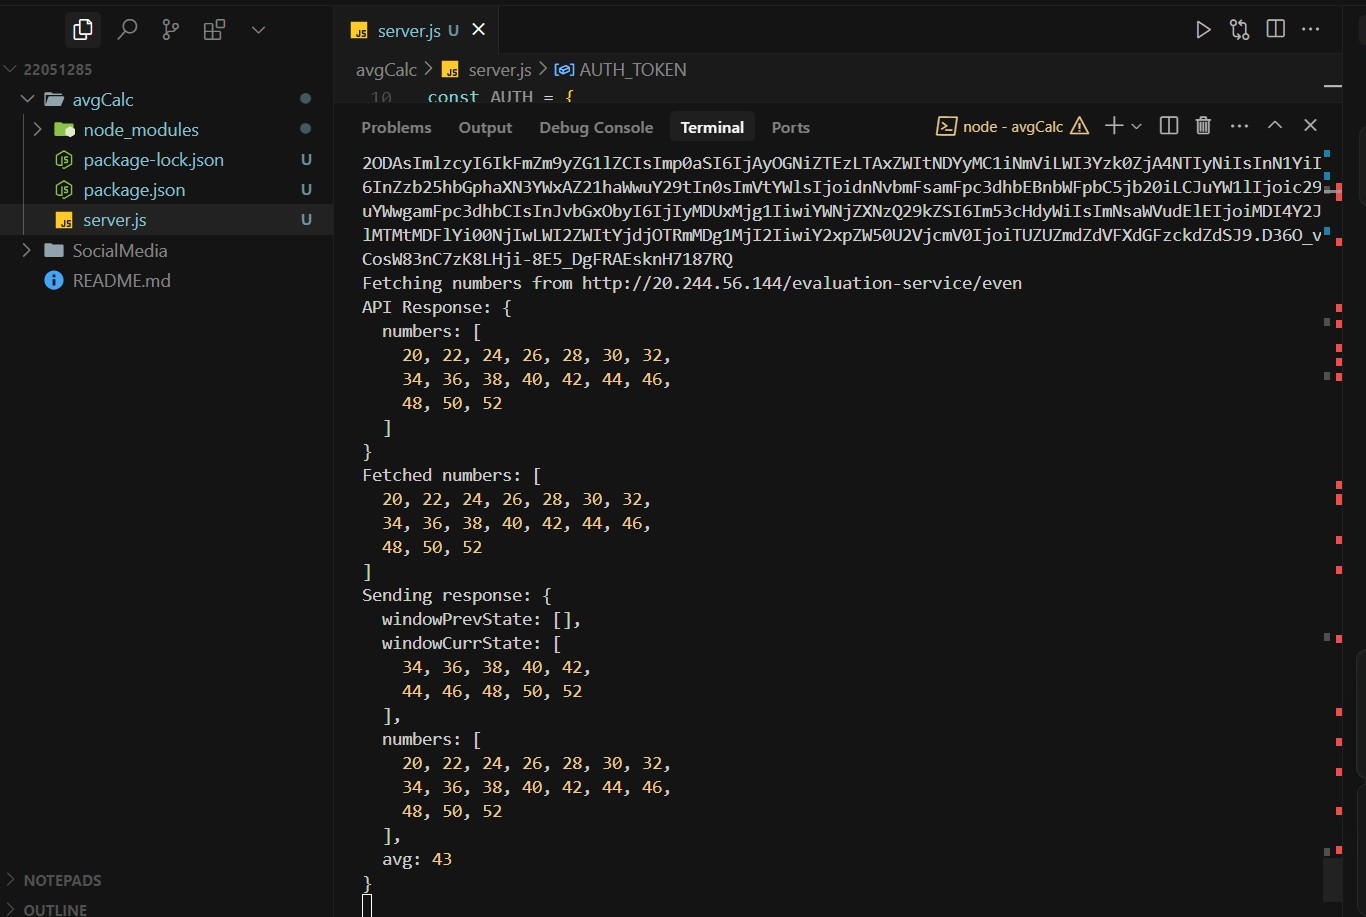 server.js U
22051285
avgCalc > server.js > AUTH_TOKEN
avgCalc
10 const AUTH = {
node_modules
Problems Output Debug Console Terminal Ports node - avgCalc
package-lock.json U
package.json U
server.js U
SocialMedia
README.md
2ODAsImlzcyI6IkFmZm9yZG1lZCIsImp0aSI6IjAyOGNiZTEzLTAxZWItNDYyMC1iNmViLWI3Yzk0ZjA4NTIyNiIsInN1YiI
6InZzb25hbGphaXN3YWxAZ21haWwuY29tIn0sImVtYWlsIjoidnNvbmFsamFpc3dhbEBnbWFpbC5jb20iLCJuYW1lIjoic29
uYWwgamFpc3dhbCIsInJvbGxObyI6IjIyMDUxMjg1IiwiYWNjZXNzQ29kZSI6Im53cHdyWiIsImNsaWVudElEIjoiMDI4Y2J
lMTMtMDFlYi00NjIwLWI2ZWItYjdjOTRmMDg1MjI2IiwiY2xpZW50U2VjcmV0IjoiTUZUZmdZdVFXdGFzckdZdSJ9.D36O_v
CosW83nC7zK8LHji-8E5_DgFRAEsknH7187RQ
Fetching numbers from http://20.244.56.144/evaluation-service/even
API Response: {
numbers: [
20, 22, 24, 26, 28, 30, 32,
34, 36, 38, 40, 42, 44, 46,
48, 50, 52
]
}
Fetched numbers: [
20, 22, 24, 26, 28, 30, 32,
34, 36, 38, 40, 42, 44, 46,
48, 50, 52
]
Sending response: {
windowPrevState: [],
windowCurrState: [
34, 36, 38, 40, 42,
44, 46, 48, 50, 52
],
numbers: [
20, 22, 24, 26, 28, 30, 32,
34, 36, 38, 40, 42, 44, 46,
48, 50, 52
],
avg: 43
}
NOTEPADS
OUTLINE